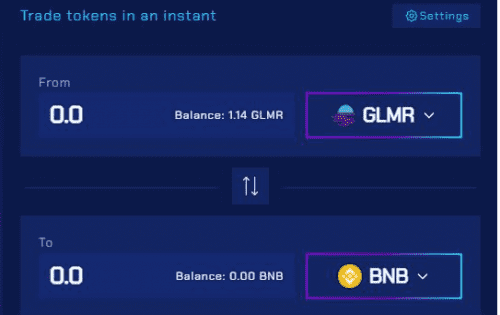 Trade tokens in an instant
Settings
From
0.0 Balance: 1.14 GLMR GLMR
To
0.0 Balance: 0.00 BNB BNB